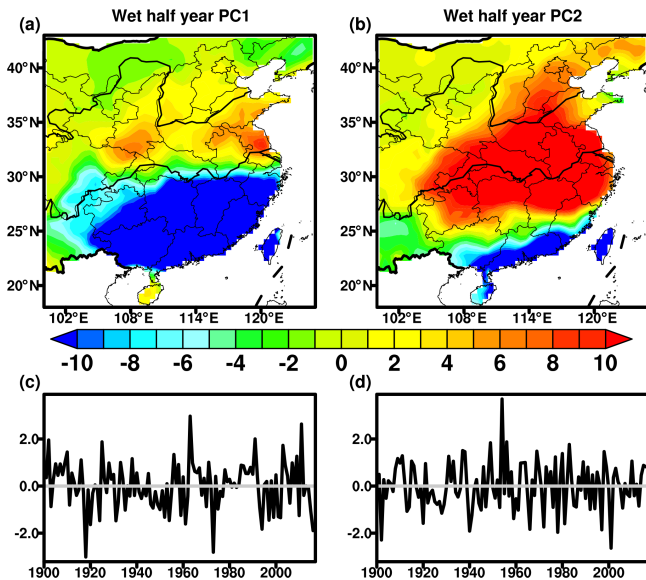 Wet half year PC1
Wet half year PC2
(a)
(b)
40°N
35°N
30°N
25°N
20°N
102°E
108°E
114°E
120°E
40°N
35°N
30°N
25°N
20°N
102°E
108°E
114°E
120°E
-10 -8 -6 -4 -2 0 2 4 6 8 10
(c)
(d)
2.0
0.0
-2.0
1900 1920 1940 1960 1980 2000
2.0
0.0
-2.0
1900 1920 1940 1960 1980 2000